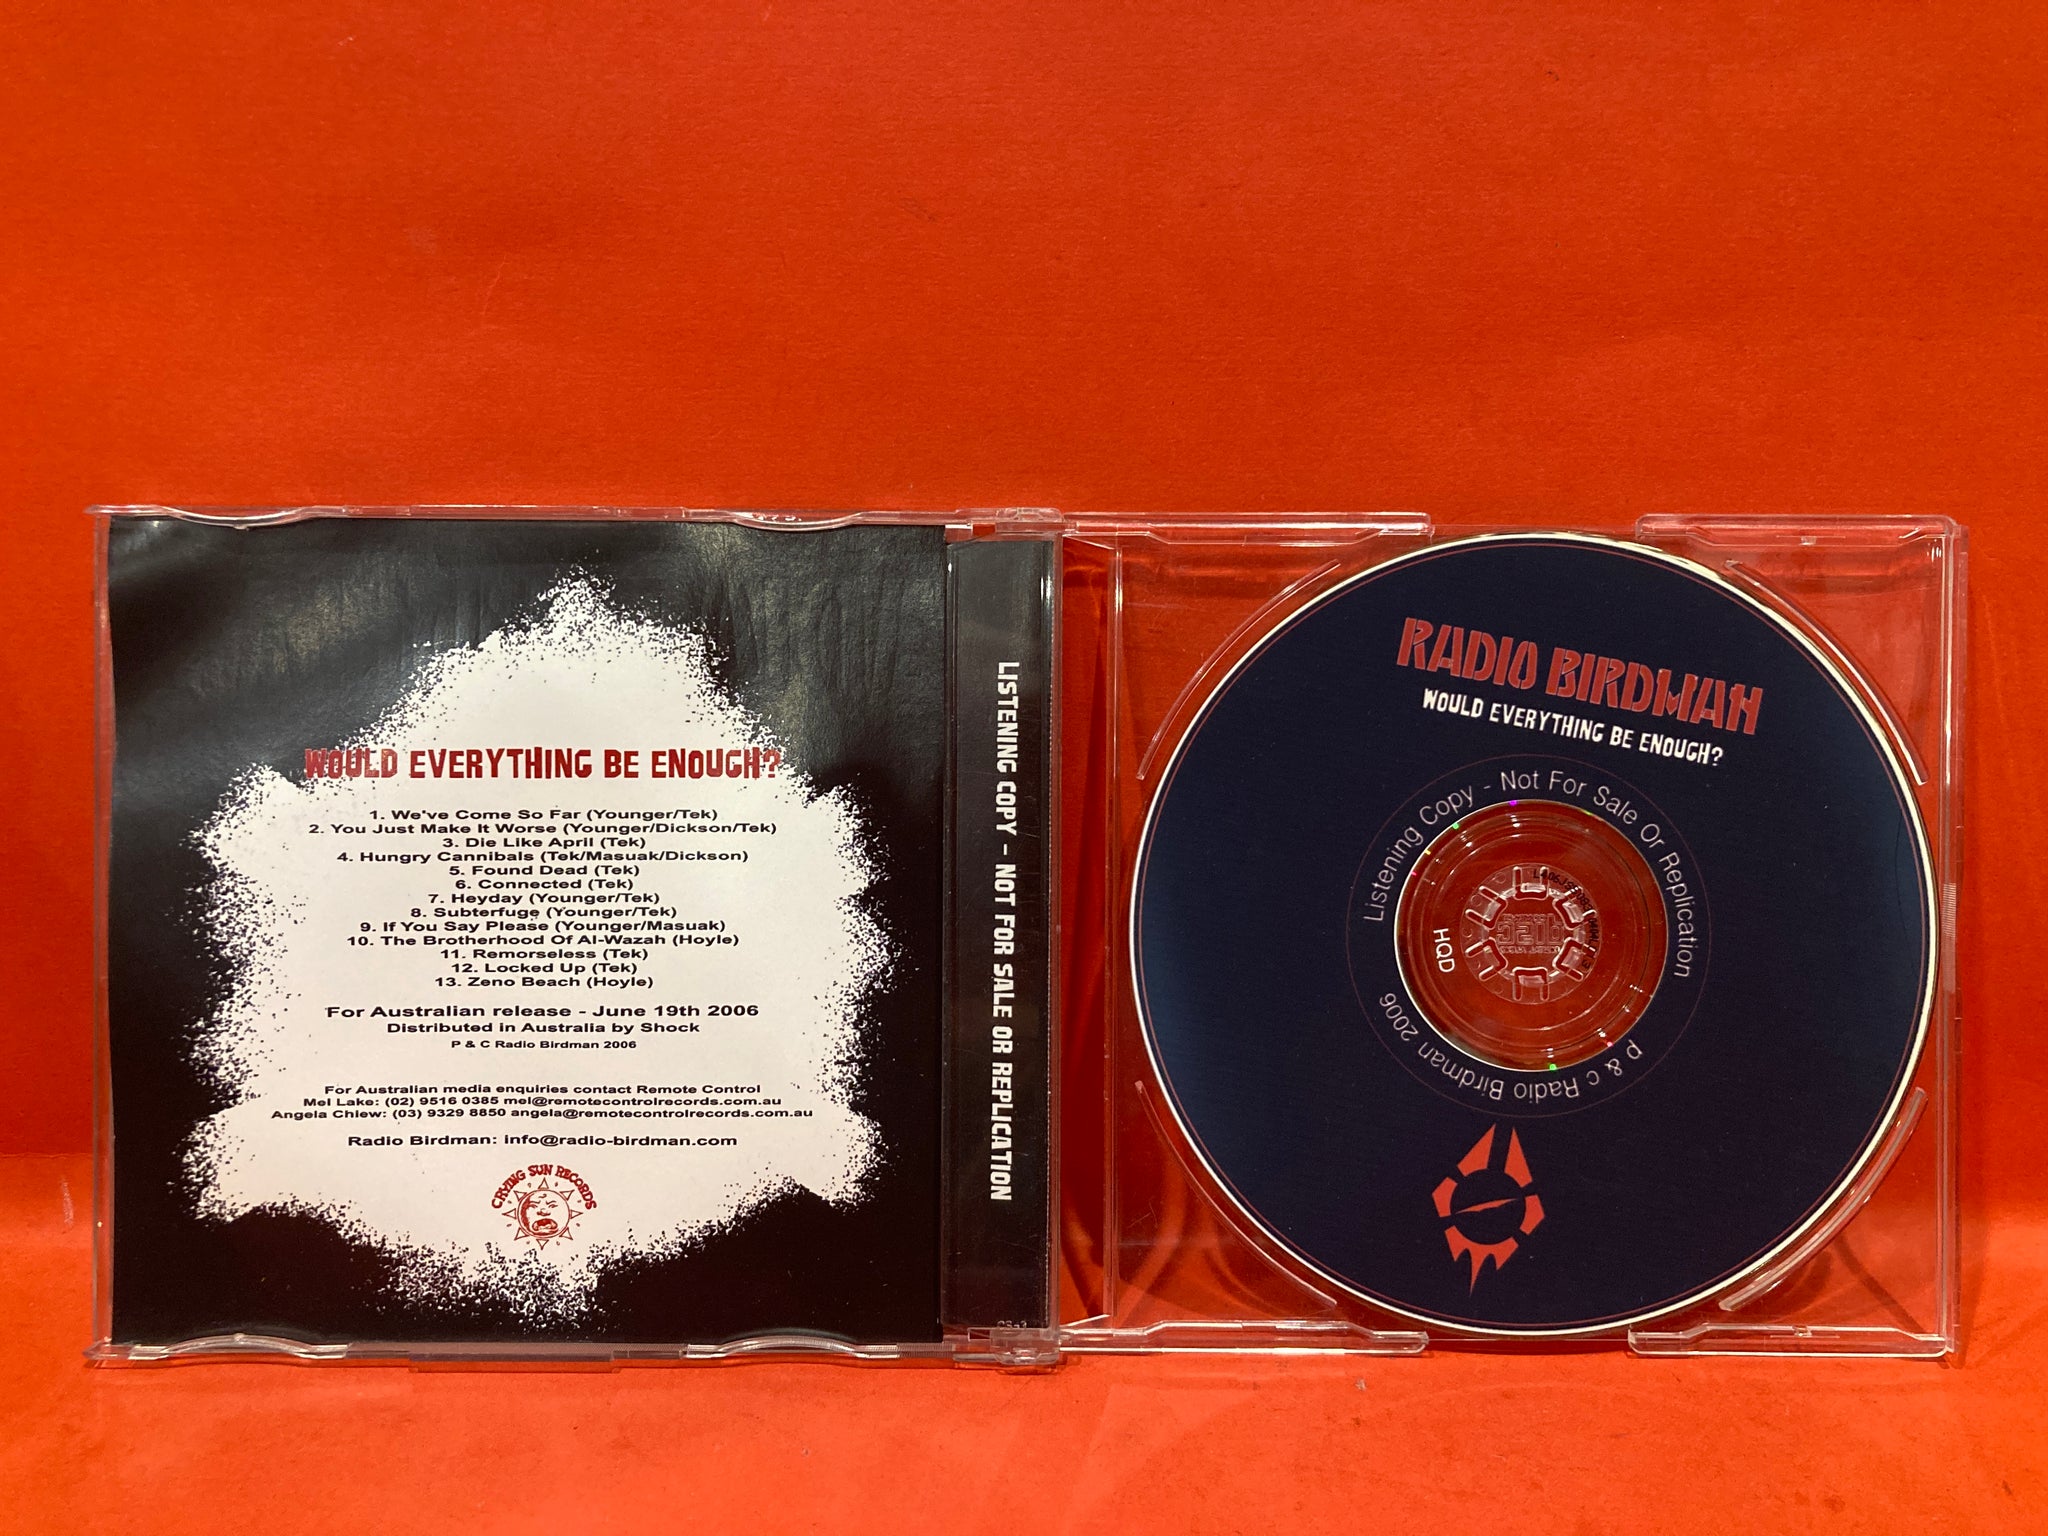 WOULD EVERYTHING BE ENOUGH?
1. We've Come So Far (Younger/Tek)
2. You Just Make It Worse (Younger/Dickson/Tek)
3. Die Like April (Tek)
4. Hungry Cannibals (Tek/Masuak/Dickson)
5. Found Dead (Tek)
6. Connected (Tek)
7. Heyday (Younger/Tek)
8. Subterfuge (Younger/Tek)
9. If You Say Please (Younger/Masuak)
10. The Brotherhood Of Al-Wazah (Hoyle)
11. Remorseless (Tek)
12. Locked Up (Tek)
13. Zeno Beach (Hoyle)
For Australian release - June 19th 2006
Distributed in Australia by Shock
P & C Radio Birdman 2006
For Australian media enquiries contact Remote Control
Mel Lake: (02) 9516 0385 mel@remotecontrolrecords.com.au
Angela Chiew: (03) 9329 8850 angela@remotecontrolrecords.com.au
Radio Birdman: info@radio-birdman.com
CRYING SUN RECORDS
LISTENING COPY - NOT FOR SALE OR REPLICATION
RADIO BIRDMAN
WOULD EVERYTHING BE ENOUGH?
Listening Copy - Not For Sale Or Replication
p & c Radio Birdman 2006
HQD